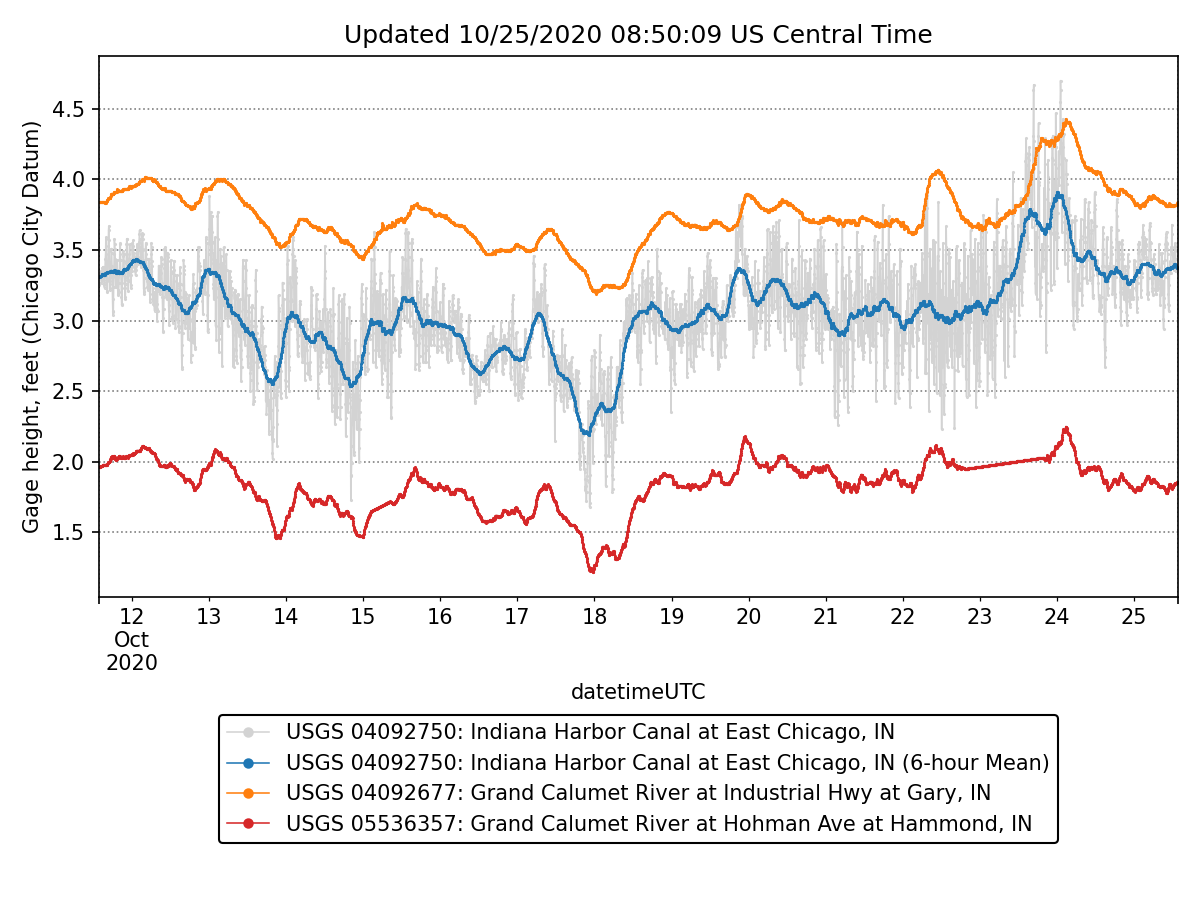 Updated 10/25/2020 08:50:09 US Central Time
Gage height, feet (Chicago City Datum)
4.5
4.0
3.5
3.0
2.5
2.0
1.5
12 13 14 15 16 17 18 19 20 21 22 23 24 25
Oct
2020
datetimeUTC
USGS 04092750: Indiana Harbor Canal at East Chicago, IN
USGS 04092750: Indiana Harbor Canal at East Chicago, IN (6-hour Mean)
USGS 04092677: Grand Calumet River at Industrial Hwy at Gary, IN
USGS 05536357: Grand Calumet River at Hohman Ave at Hammond, IN